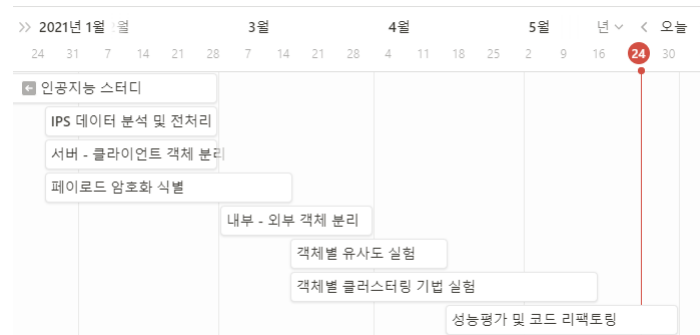 2021년 1월 월 3월 4월 5월 년 오늘
24 31 7 14 21 28 7 14 21 28 4 11 18 25 2 9 16 24 30
인공지능 스터디
IPS 데이터 분석 및 전처리
서버 - 클라이언트 객체 분리
페이로드 암호화 식별
내부 - 외부 객체 분리
객체별 유사도 실험
객체별 클러스터링 기법 실험
성능평가 및 코드 리팩토링